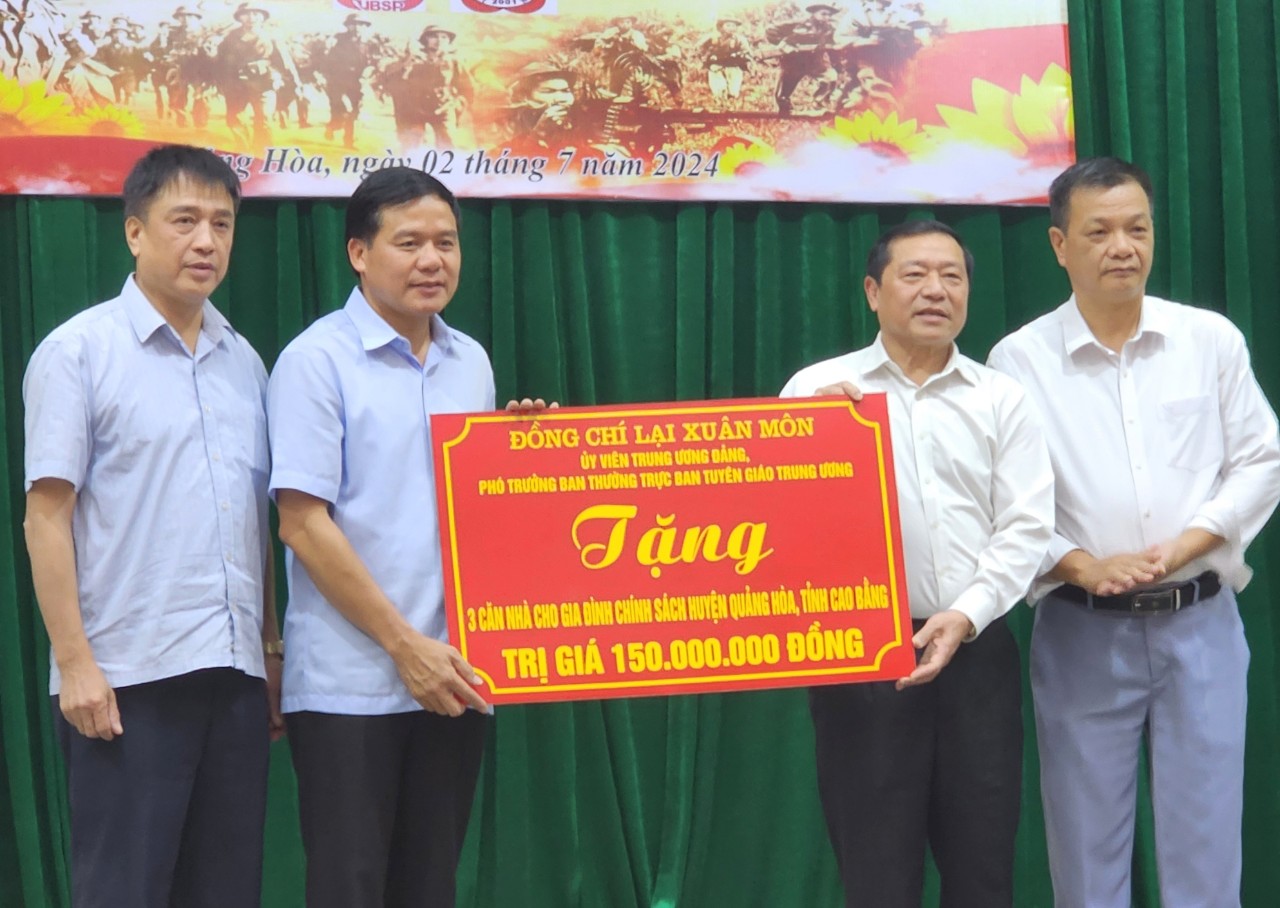 UBSP
2001
Hòa, ngày 02 tháng 7 năm 2024
ĐỒNG CHÍ LẠI XUÂN MÔN
ỦY VIÊN TRUNG ƯƠNG ĐẢNG,
PHÓ TRƯỞNG BAN THƯỜNG TRỰC BAN TUYÊN GIÁO TRUNG ƯƠNG
Tặng
3 CĂN NHÀ CHO GIA ĐÌNH CHÍNH SÁCH HUYỆN QUẢNG HÒA, TỈNH CAO BẰNG
TRỊ GIÁ 150.000.000 ĐỒNG